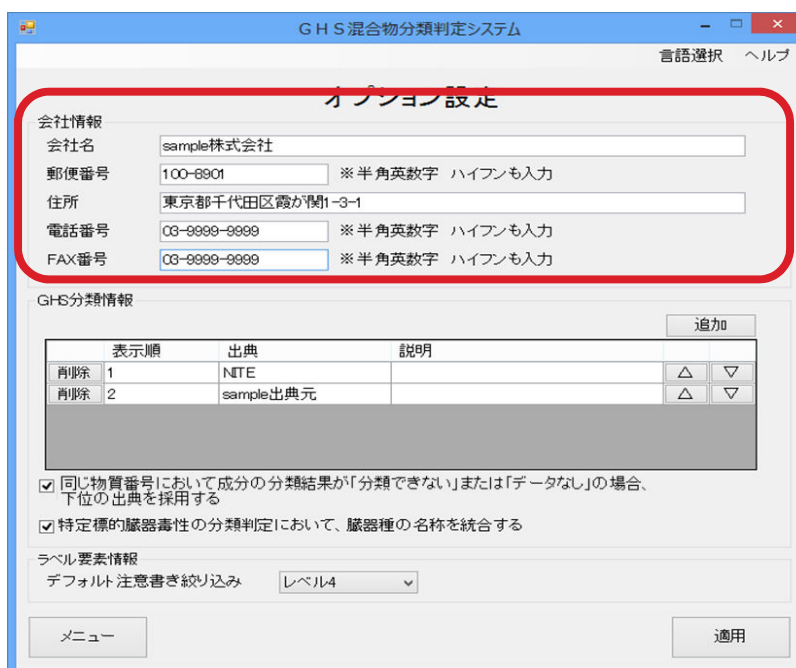 GHS混合物分類判定システム
言語選択 ヘルプ
オプション設定
会社情報
会社名 sample株式会社
郵便番号 100-8901 ※半角英数字 ハイフンも入力
住所 東京都千代田区霞が関1-3-1
電話番号 03-9999-9999 ※半角英数字 ハイフンも入力
FAX番号 03-9999-9999 ※半角英数字 ハイフンも入力
GHS分類情報
追加
表示順 出典 説明
削除 1 NITE △ ▽
削除 2 sample出典元 △ ▽
同じ物質番号において成分の分類結果が「分類できない」または「データなし」の場合、
下位の出典を採用する
特定標的臓器毒性の分類判定において、臓器種の名称を統合する
ラベル要素情報
デフォルト注意書き絞り込み レベル4
メニュー 適用